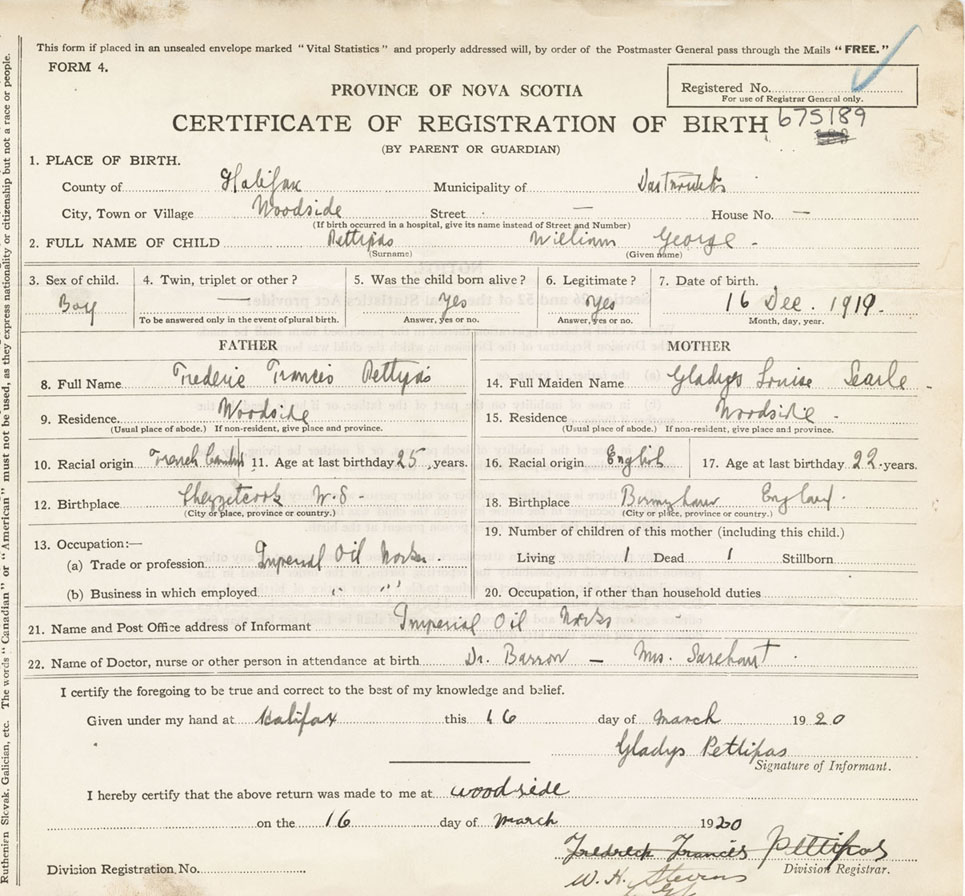 This form if placed in an unsealed envelope marked "Vital Statistics" and properly addressed will, by order of the Postmaster General pass through the Mails "FREE."
FORM 4.
Registered No.
For use of Registrar General only.
PROVINCE OF NOVA SCOTIA
CERTIFICATE OF REGISTRATION OF BIRTH 675189
(BY PARENT OR GUARDIAN)
1. PLACE OF BIRTH.
County of Halifax Municipality of Dartmouth
City, Town or Village Woodside Street — House No. —
(If birth occurred in a hospital, give its name instead of Street and Number)
2. FULL NAME OF CHILD Pettipas William George
(Surname) (Given name)
3. Sex of child. 4. Twin, triplet or other? 5. Was the child born alive? 6. Legitimate? 7. Date of birth.
Boy — Yes Yes 16 Dec. 1919.
To be answered only in the event of plural birth. Answer, yes or no. Answer, yes or no. Month, day, year.
FATHER MOTHER
8. Full Name Frederic Francis Pettipas 14. Full Maiden Name Gladys Louise Searle
9. Residence. Woodside 15. Residence Woodside
(Usual place of abode.) If non-resident, give place and province. (Usual place of abode.) If non-resident, give place and province.
10. Racial origin French 11. Age at last birthday 25, years. 16. Racial origin English 17. Age at last birthday 22 years.
12. Birthplace Chezzetcook N.S 18. Birthplace England
(City or place, province or country.) (City or place, province or country.)
13. Occupation:— 19. Number of children of this mother (including this child.)
(a) Trade or profession Imperial Oil Works. Living 1 Dead 1 Stillborn
(b) Business in which employed " " 20. Occupation, if other than household duties
21. Name and Post Office address of Informant Imperial Oil Works
22. Name of Doctor, nurse or other person in attendance at birth Dr. Barron — Mrs.
I certify the foregoing to be true and correct to the best of my knowledge and belief.
Given under my hand at Halifax this 16 day of March 1920
Gladys Pettipas
Signature of Informant.
I hereby certify that the above return was made to me at Woodside
on the 16 day of March 1920
Fredrick Francis Pettipas
Division Registration No. Division Registrar.
W. H. Stevens
Ruthenien Slovak, Galician, etc. The words "Canadian" or "American" must not be used, as they express nationality or citizenship but not a race or people.